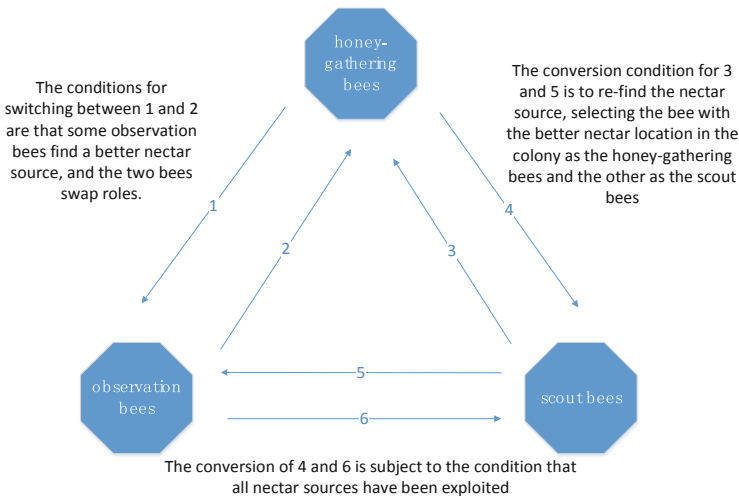 honey-
gathering
bees
The conditions for
switching between 1 and 2
are that some observation
bees find a better nectar
source, and the two bees
swap roles.
The conversion condition for 3
and 5 is to re-find the nectar
source, selecting the bee with
the better nectar location in the
colony as the honey-gathering
bees and the other as the scout
bees
1
2
3
4
observation
bees
5
6
scout bees
The conversion of 4 and 6 is subject to the condition that
all nectar sources have been exploited